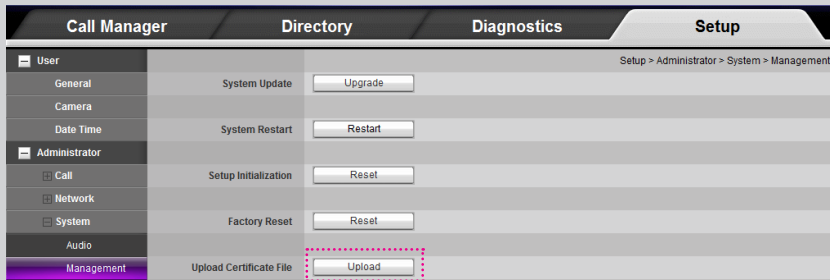 Call Manager Directory Diagnostics Setup
User Setup > Administrator > System > Management
General System Update Upgrade
Camera
Date Time System Restart Restart
Administrator
Call Setup Initialization Reset
Network
System Factory Reset Reset
Audio
Management Upload Certificate File Upload